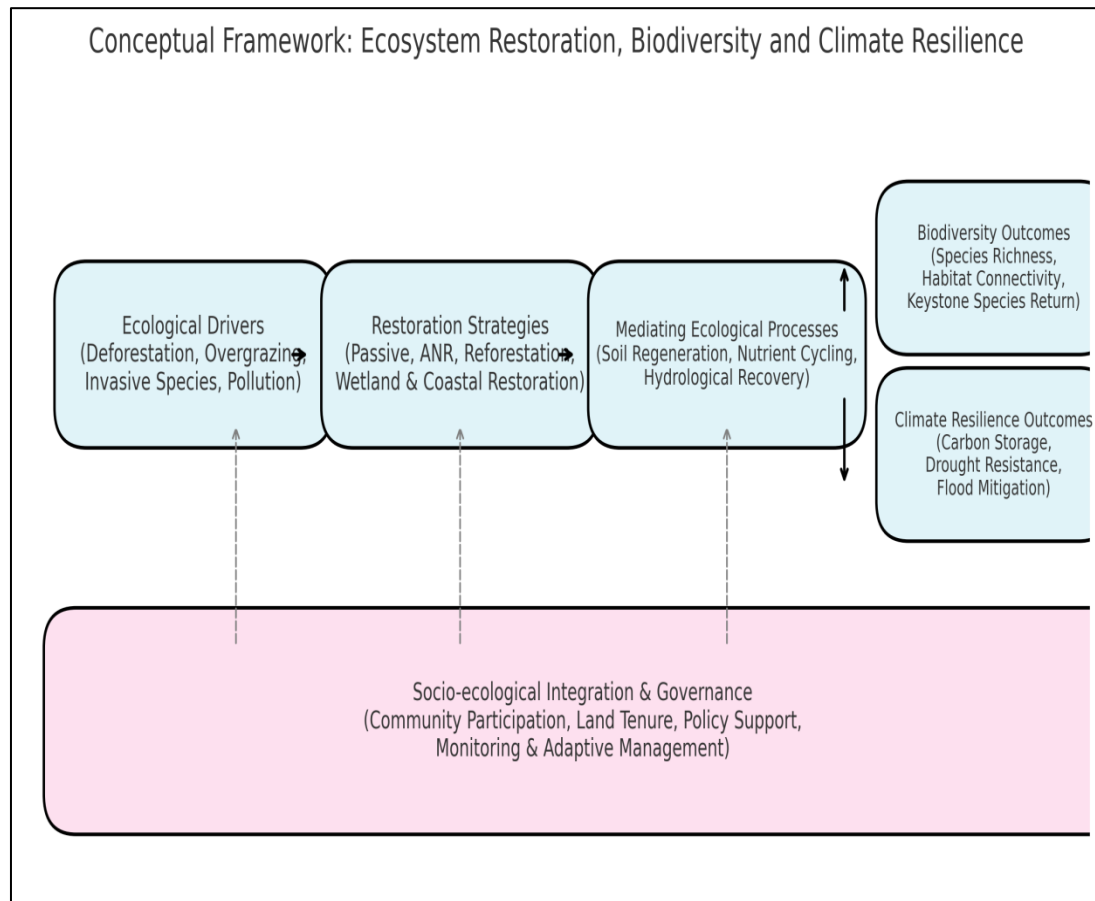 Conceptual Framework: Ecosystem Restoration, Biodiversity and Climate Resilience
Ecological Drivers
(Deforestation, Overgrazing,
Invasive Species, Pollution)
Restoration Strategies
(Passive, ANR, Reforestation,
Wetland & Coastal Restoration)
Mediating Ecological Processes
(Soil Regeneration, Nutrient Cycling,
Hydrological Recovery)
Biodiversity Outcomes
(Species Richness,
Habitat Connectivity,
Keystone Species Return)
Climate Resilience Outcomes
(Carbon Storage,
Drought Resistance,
Flood Mitigation)
Socio-ecological Integration & Governance
(Community Participation, Land Tenure, Policy Support,
Monitoring & Adaptive Management)